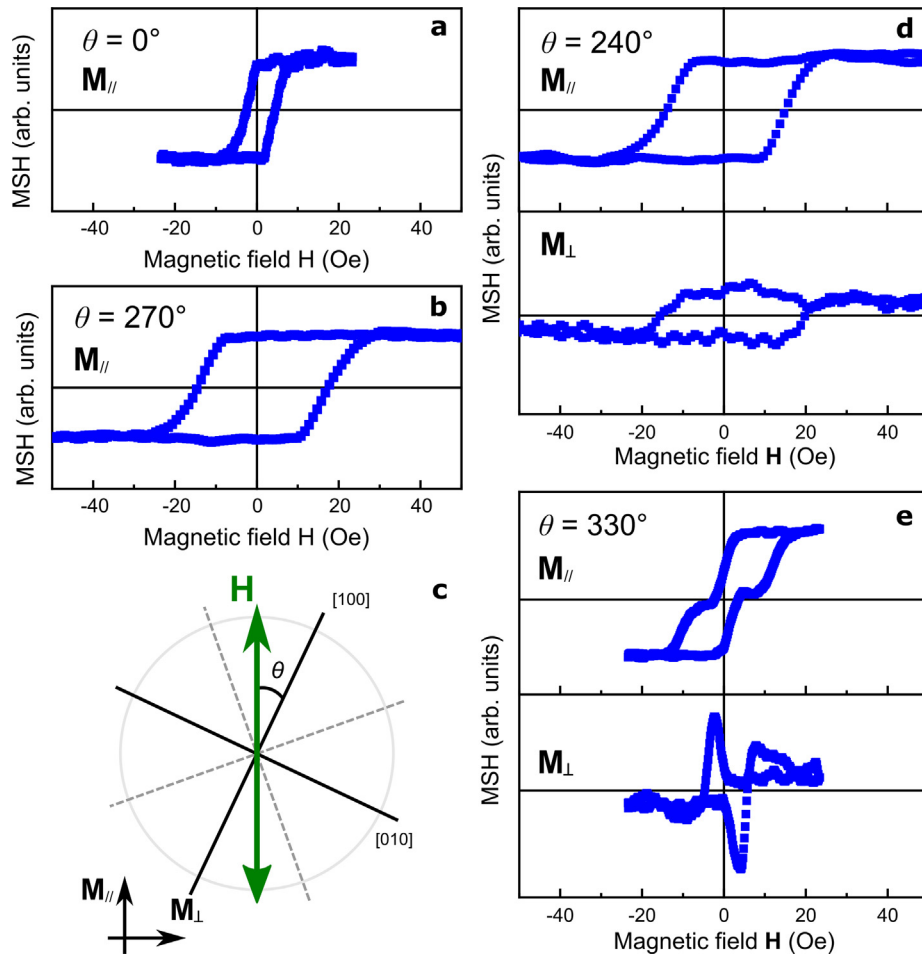 a
θ = 0°
M//
MSH (arb. units)
-40 -20 0 20 40
Magnetic field H (Oe)
b
θ = 270°
M//
MSH (arb. units)
-40 -20 0 20 40
Magnetic field H (Oe)
c
H
[100]
θ
[010]
M//
M⊥
d
θ = 240°
M//
MSH (arb. units)
M⊥
-40 -20 0 20 40
Magnetic field H (Oe)
e
θ = 330°
M//
MSH (arb. units)
M⊥
-40 -20 0 20 40
Magnetic field H (Oe)